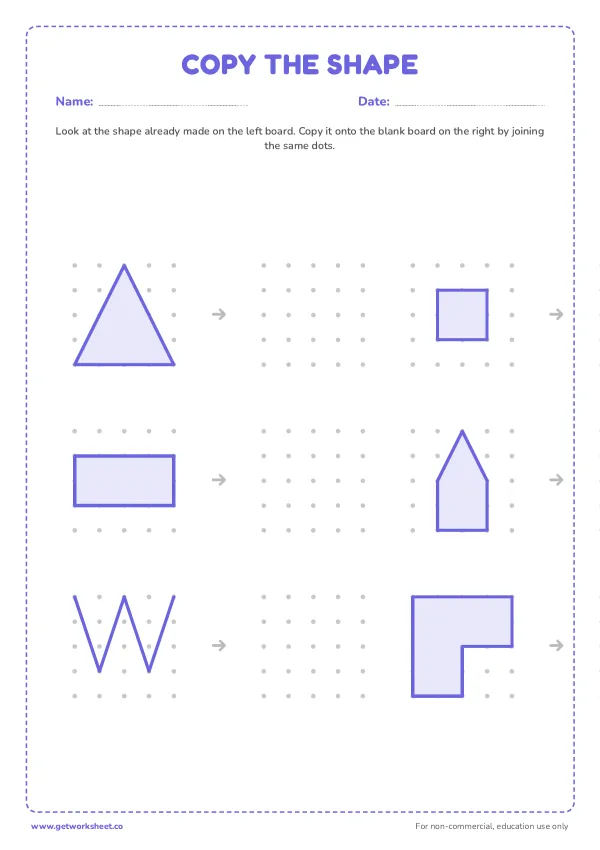 COPY THE SHAPE
Name: Date:
Look at the shape already made on the left board. Copy it onto the blank board on the right by joining
the same dots.
www.getworksheet.co For non-commercial, education use only